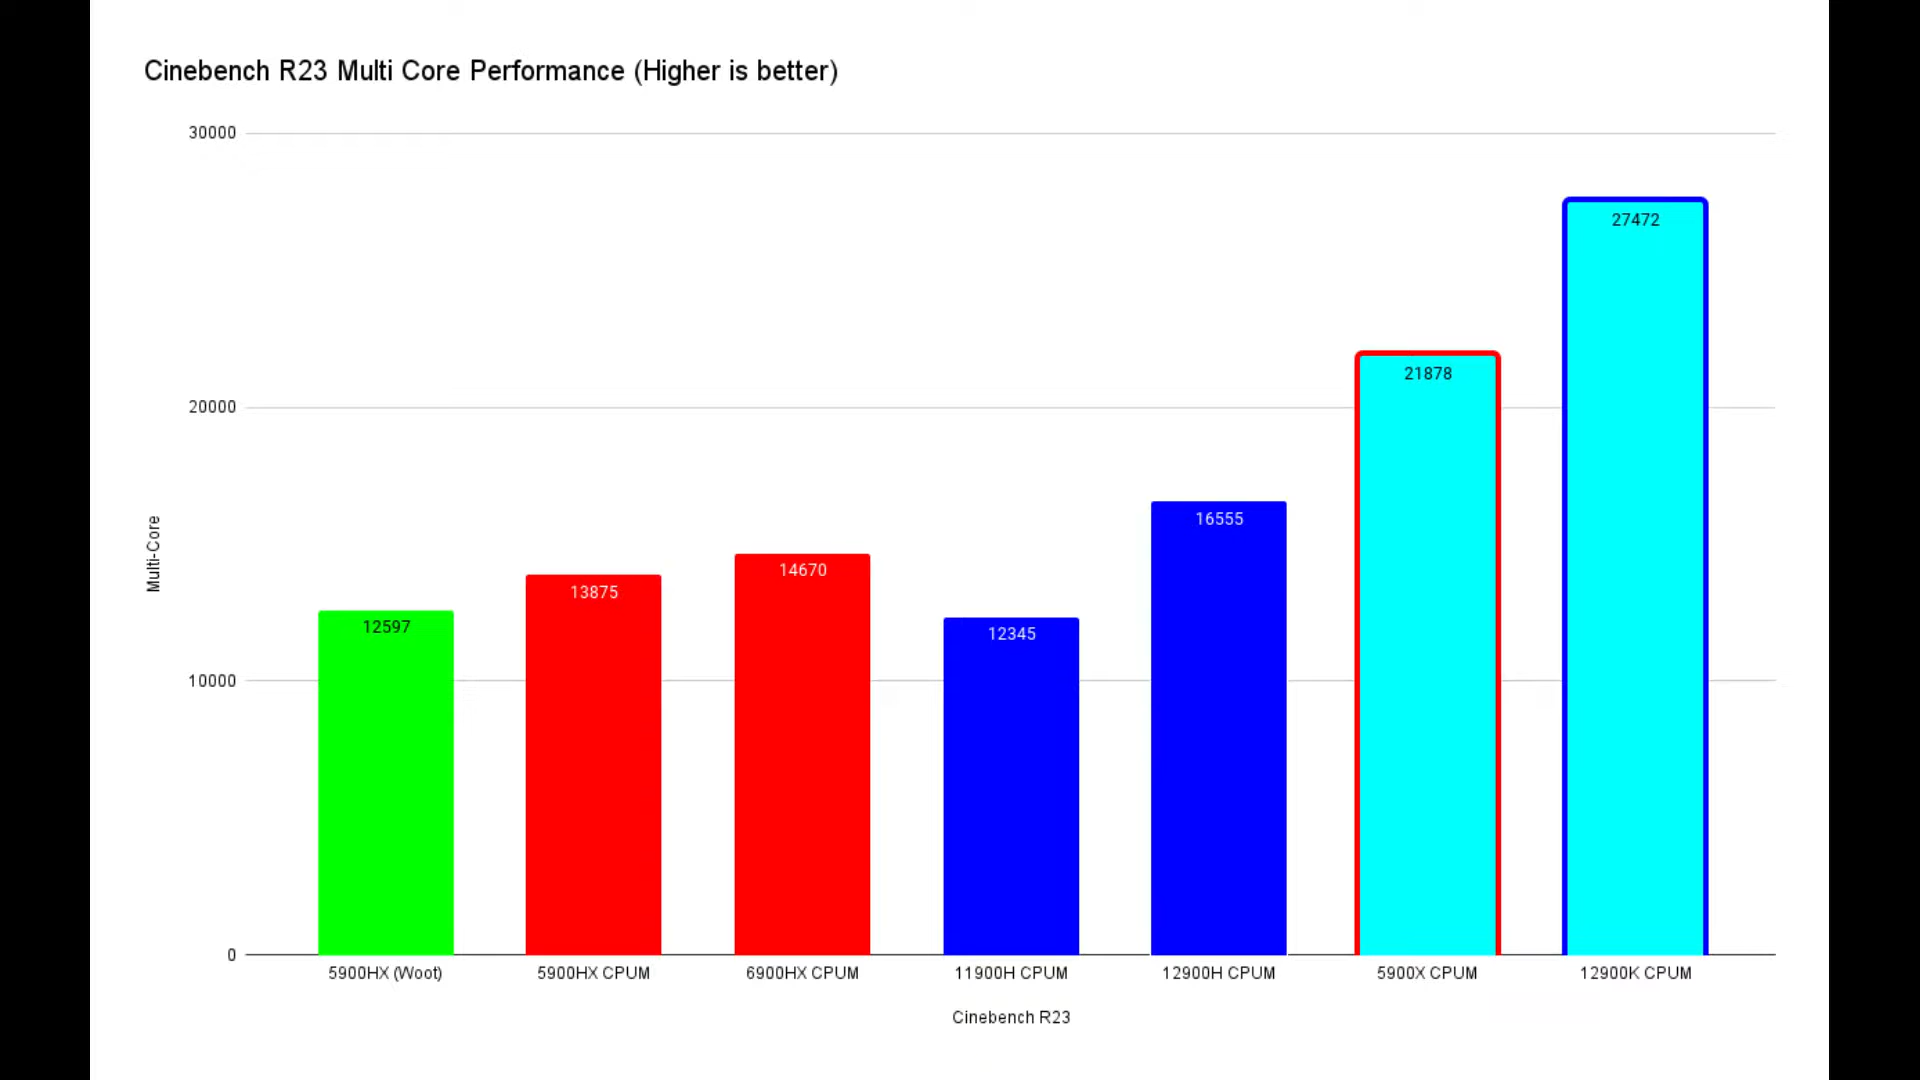 Cinebench R23 Multi Core Performance (Higher is better)
30000
20000
10000
0
Multi-Core
12597
13875
14670
12345
16555
21878
27472
5900HX (Woot)
5900HX CPUM
6900HX CPUM
11900H CPUM
12900H CPUM
5900X CPUM
12900K CPUM
Cinebench R23